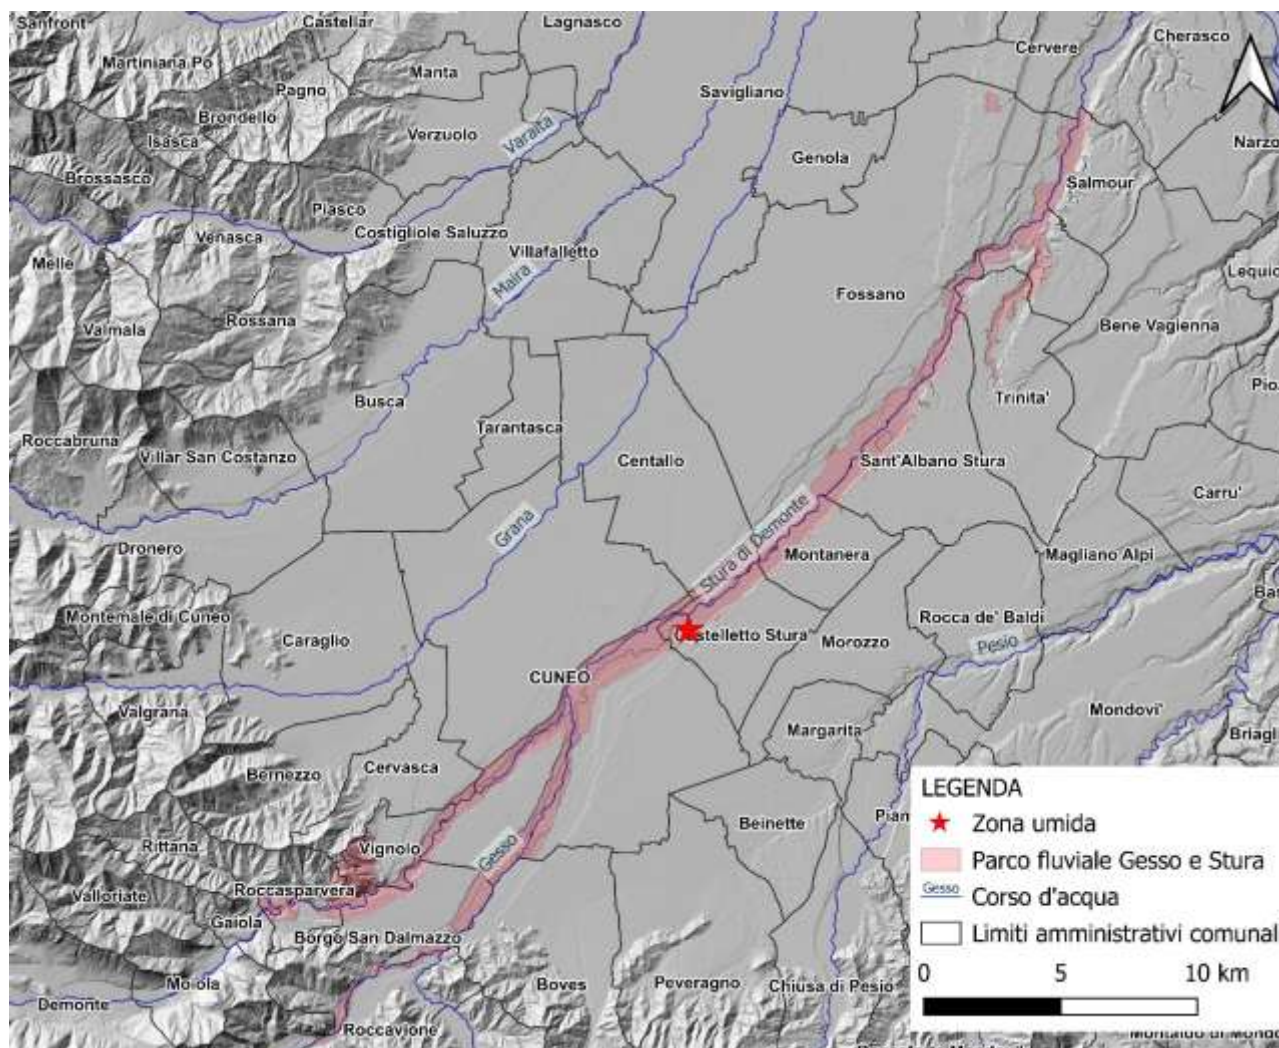 Sanfront
Castellar
Lagnasco
Cervere
Cherasco
Martiniana Po
Manta
Pagno
Savigliano
Brondello
Verzuolo
Isasca
Varaita
Genola
Brossasco
Salmour
Piasco
Costigliole Saluzzo
Venasca
Villafalletto
Melle
Maira
Fossano
Rossana
Valmala
Bene Vagienna
Busca
Trinita'
Tarantasca
Roccabruna
Villar San Costanzo
Centallo
Sant'Albano Stura
Carru'
Grana
Stura di Demonte
Dronero
Montanera
Magliano Alpi
Montemale di Cuneo
Caraglio
Castelletto Stura
Morozzo
Rocca de' Baldi
Pesio
CUNEO
Valgrana
Mondovi'
Margarita
Bernezzo
Cervasca
Beinette
Rittana
Vignolo
Gesso
Valloriate
Roccasparvera
Gaiola
Borgo San Dalmazzo
Moiola
Demonte
Boves
Peveragno
Chiusa di Pesio
Roccavione
LEGENDA
Zona umida
Parco fluviale Gesso e Stura
Gesso
Corso d'acqua
Limiti amministrativi comunal
0 5 10 km